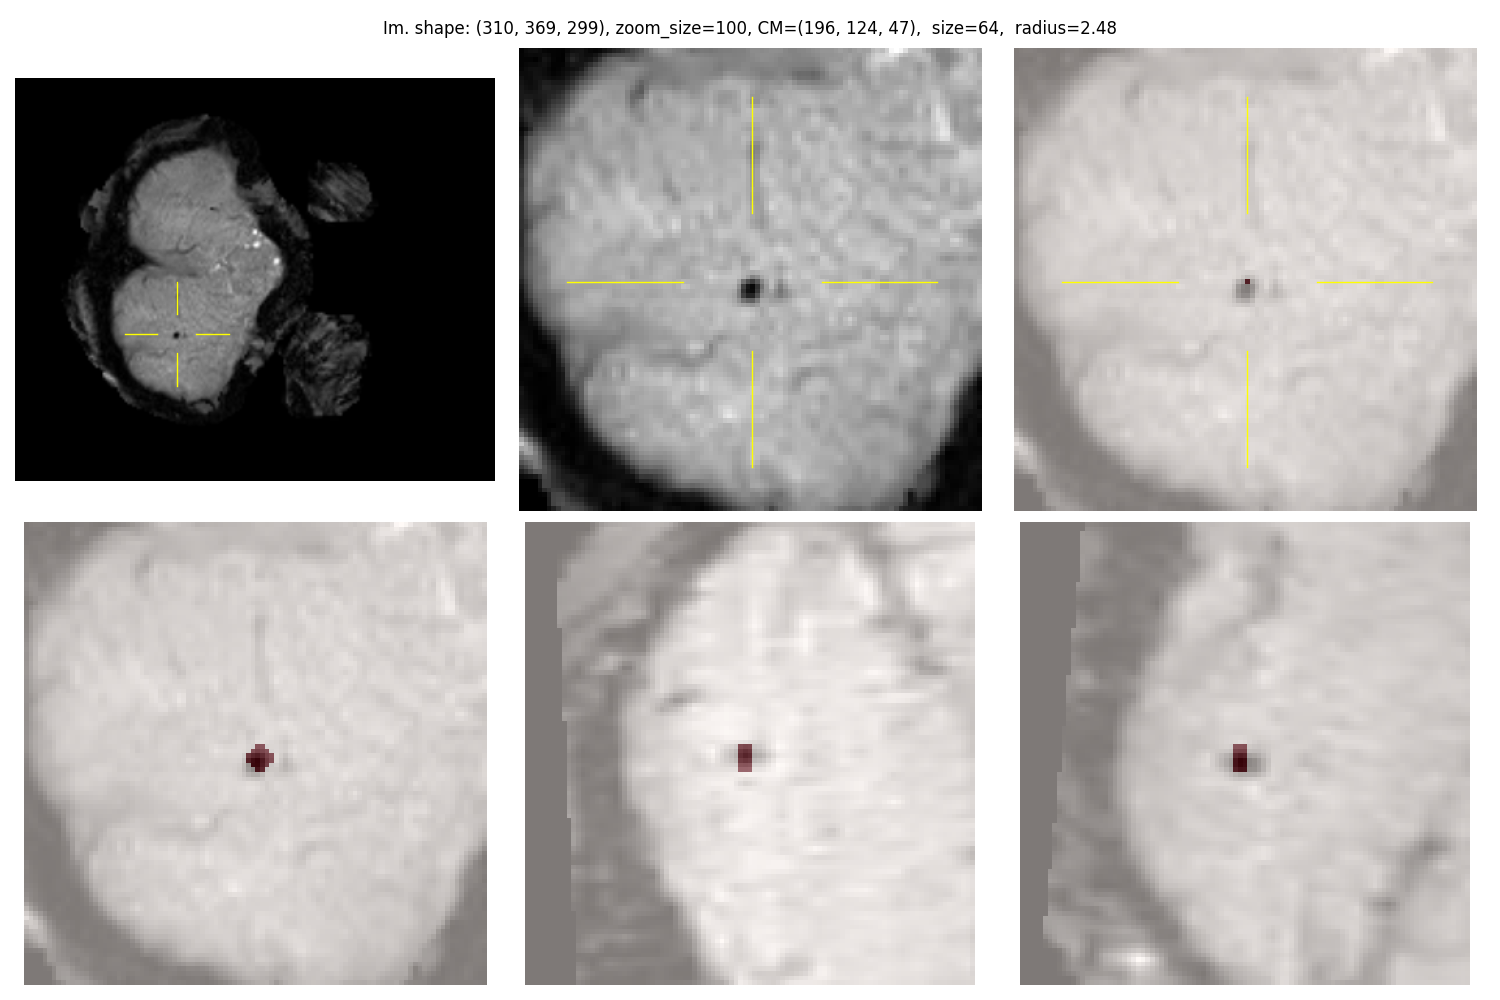 Im. shape: (310, 369, 299), zoom_size=100, CM=(196, 124, 47),  size=64,  radius=2.48